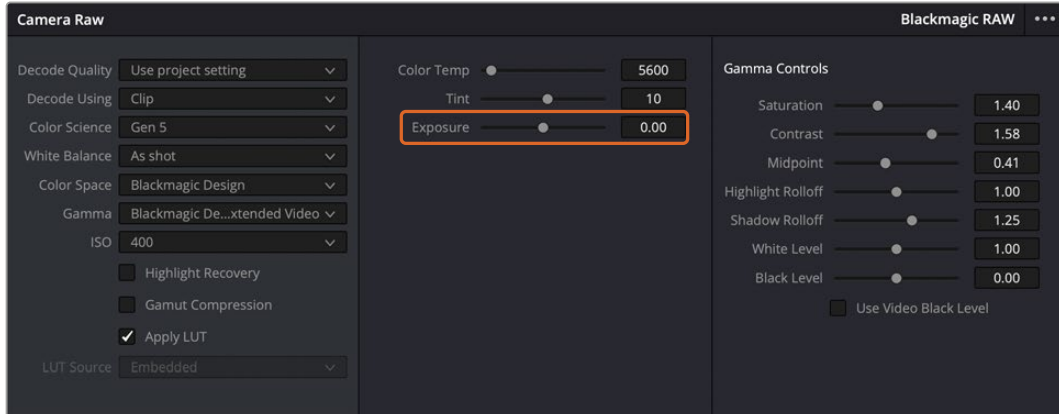 Camera Raw
Blackmagic RAW
Decode Quality Use project setting
Decode Using Clip
Color Science Gen 5
White Balance As shot
Color Space Blackmagic Design
Gamma Blackmagic De...xtended Video
ISO 400
Highlight Recovery
Gamut Compression
Apply LUT
LUT Source Embedded
Color Temp 5600
Tint 10
Exposure 0.00
Gamma Controls
Saturation 1.40
Contrast 1.58
Midpoint 0.41
Highlight Rolloff 1.00
Shadow Rolloff 1.25
White Level 1.00
Black Level 0.00
Use Video Black Level